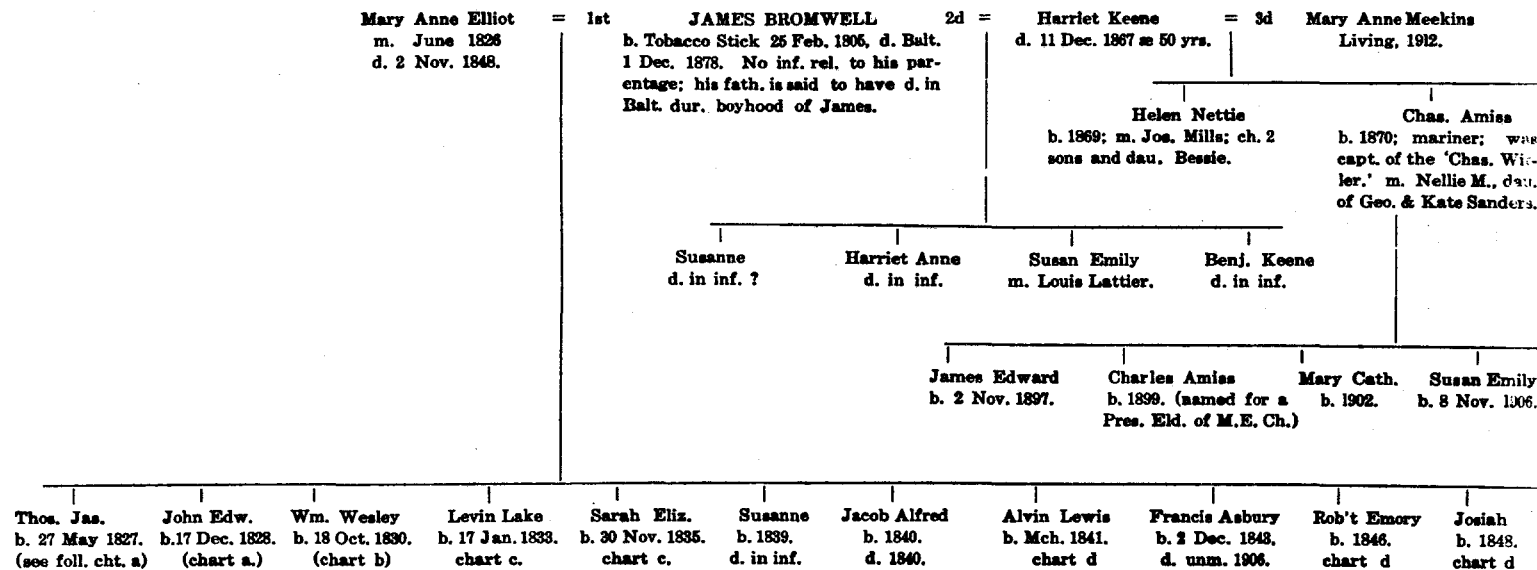 Mary Anne Elliot = 1st JAMES BROMWELL 2d = Harriet Keene = 3d Mary Anne Meekins
m. June 1826
d. 2 Nov. 1848.
b. Tobacco Stick 25 Feb. 1805, d. Balt.
1 Dec. 1878. No inf. rel. to his par-
entage; his fath. is said to have d. in
Balt. dur. boyhood of James.
d. 11 Dec. 1867 æ 50 yrs.
Living, 1912.
Helen Nettie
b. 1869; m. Jos. Mills; ch. 2
sons and dau. Bessie.
Chas. Amiss
b. 1870; mariner; was
capt. of the 'Chas.
ler.' m. Nellie M., dau.
of Geo. & Kate Sanders.
Susanne
d. in inf. ?
Harriet Anne
d. in inf.
Susan Emily
m. Louis Lattier.
Benj. Keene
d. in inf.
James Edward
b. 2 Nov. 1897.
Charles Amiss
b. 1899. (named for a
Pres. Eld. of M.E. Ch.)
Mary Cath.
b. 1902.
Susan Emily
b. 8 Nov. 1906.
Thos. Jas.
b. 27 May 1827.
(see foll. cht. a)
John Edw.
b.17 Dec. 1828.
(chart a.)
Wm. Wesley
b. 18 Oct. 1830.
(chart b)
Levin Lake
b. 17 Jan. 1833.
chart c.
Sarah Eliz.
b. 30 Nov. 1835.
chart c.
Susanne
b. 1839.
d. in inf.
Jacob Alfred
b. 1840.
d. 1840.
Alvin Lewis
b. Mch. 1841.
chart d
Francis Asbury
b. 2 Dec. 1843.
d. unm. 1906.
Rob't Emory
b. 1846.
chart d
Josiah
b. 1848.
chart d